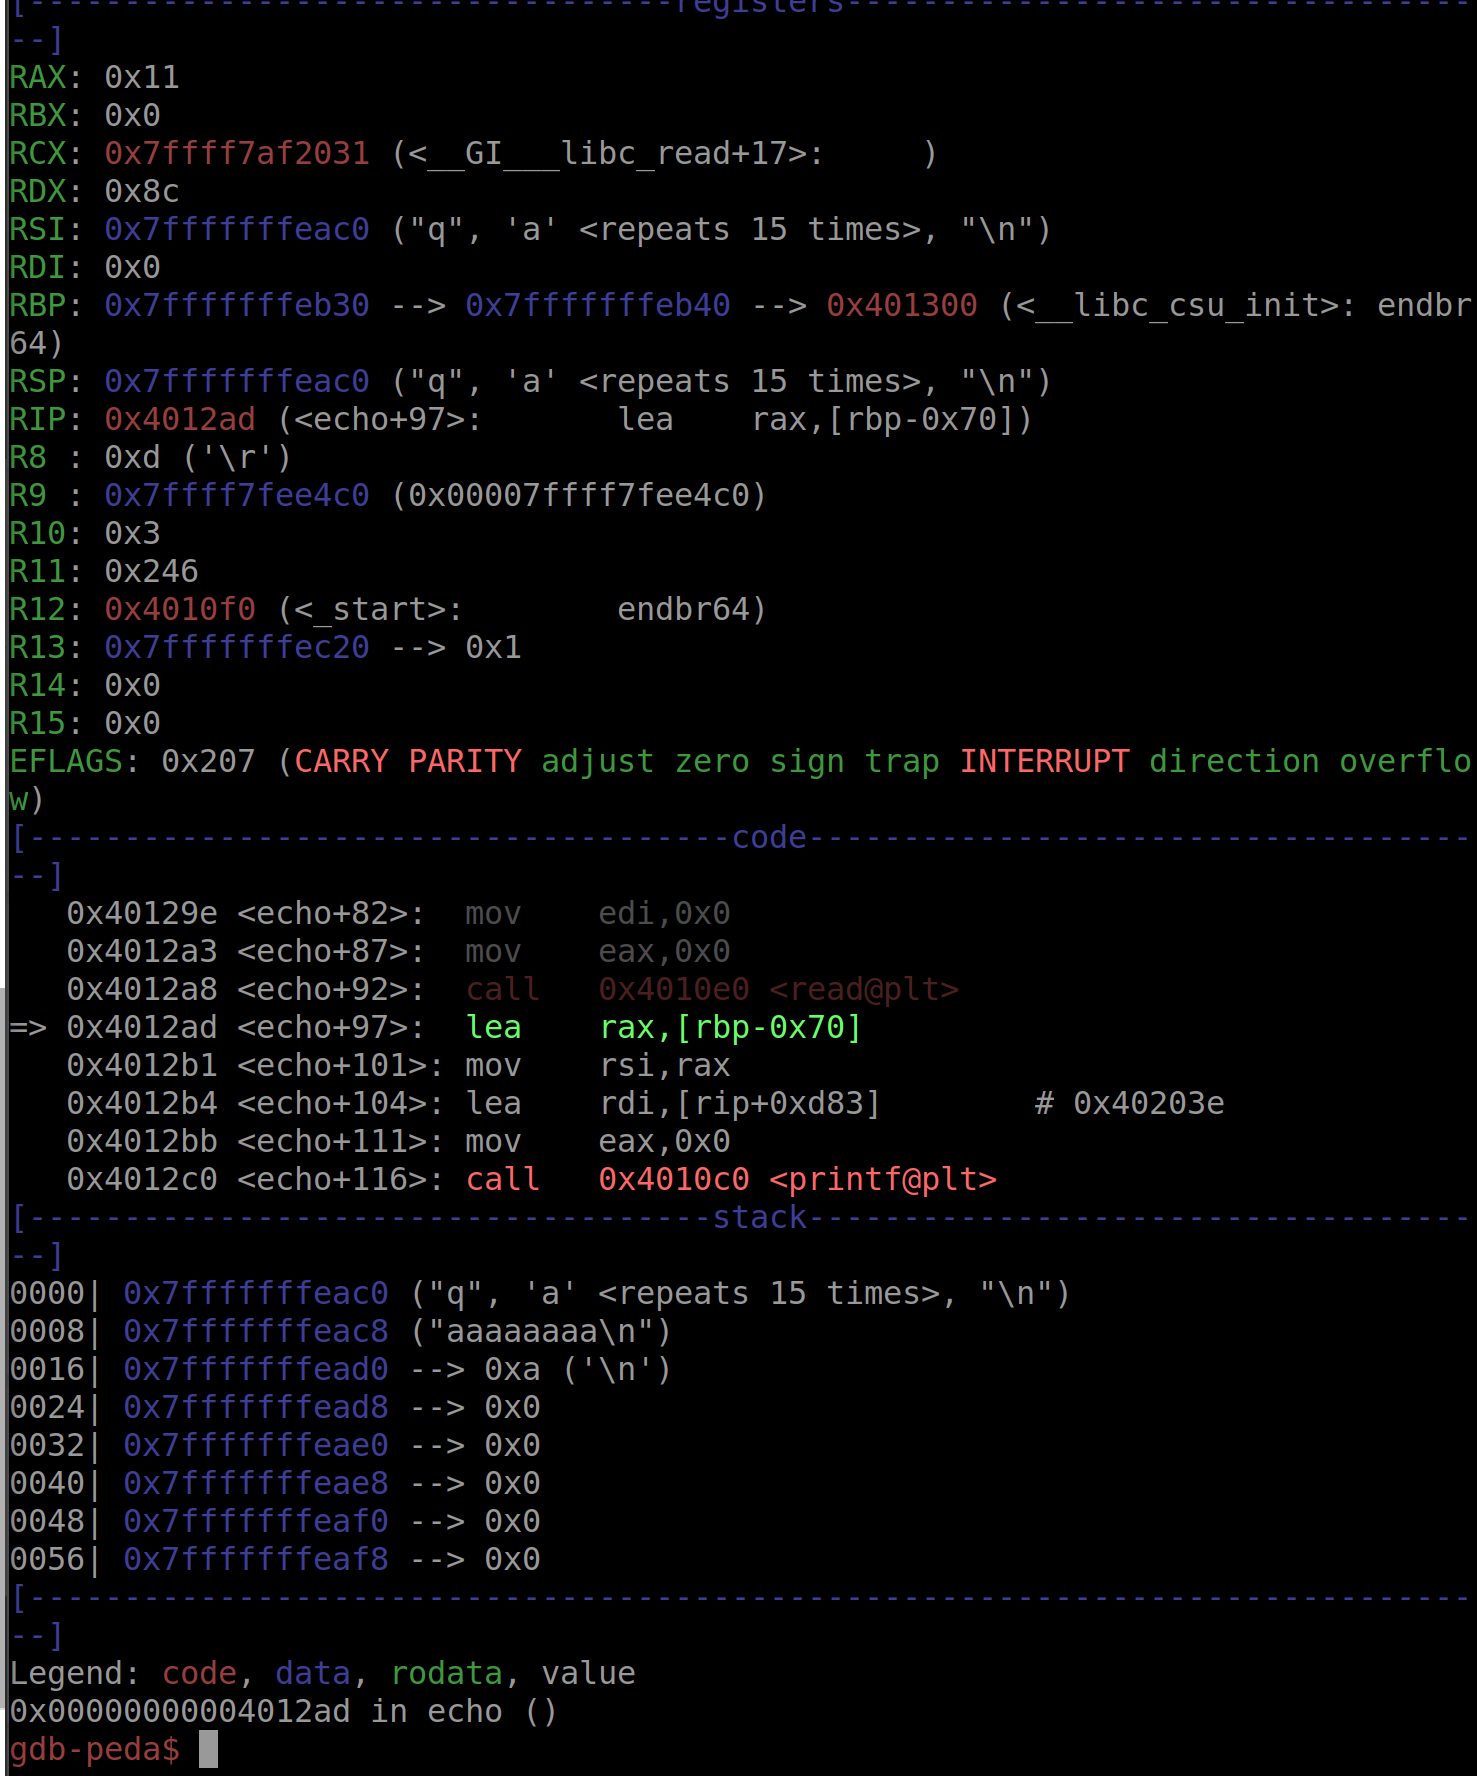 [----------------------------------registers---------------------------------
--]
RAX: 0x11
RBX: 0x0
RCX: 0x7ffff7af2031 (<__GI___libc_read+17>:     )
RDX: 0x8c
RSI: 0x7fffffffeac0 ("q", 'a' <repeats 15 times>, "\n")
RDI: 0x0
RBP: 0x7fffffffeb30 --> 0x7fffffffeb40 --> 0x401300 (<__libc_csu_init>: endbr
64)
RSP: 0x7fffffffeac0 ("q", 'a' <repeats 15 times>, "\n")
RIP: 0x4012ad (<echo+97>:       lea    rax,[rbp-0x70])
R8 : 0xd ('\r')
R9 : 0x7ffff7fee4c0 (0x00007ffff7fee4c0)
R10: 0x3
R11: 0x246
R12: 0x4010f0 (<_start>:        endbr64)
R13: 0x7fffffffec20 --> 0x1
R14: 0x0
R15: 0x0
EFLAGS: 0x207 (CARRY PARITY adjust zero sign trap INTERRUPT direction overflo
w)
[-------------------------------------code-----------------------------------
--]
   0x40129e <echo+82>:  mov    edi,0x0
   0x4012a3 <echo+87>:  mov    eax,0x0
   0x4012a8 <echo+92>:  call   0x4010e0 <read@plt>
=> 0x4012ad <echo+97>:  lea    rax,[rbp-0x70]
   0x4012b1 <echo+101>: mov    rsi,rax
   0x4012b4 <echo+104>: lea    rdi,[rip+0xd83]        # 0x40203e
   0x4012bb <echo+111>: mov    eax,0x0
   0x4012c0 <echo+116>: call   0x4010c0 <printf@plt>
[------------------------------------stack-----------------------------------
--]
0000| 0x7fffffffeac0 ("q", 'a' <repeats 15 times>, "\n")
0008| 0x7fffffffeac8 ("aaaaaaaa\n")
0016| 0x7fffffffead0 --> 0xa ('\n')
0024| 0x7fffffffead8 --> 0x0
0032| 0x7fffffffeae0 --> 0x0
0040| 0x7fffffffeae8 --> 0x0
0048| 0x7fffffffeaf0 --> 0x0
0056| 0x7fffffffeaf8 --> 0x0
[----------------------------------------------------------------------------
--]
Legend: code, data, rodata, value
0x00000000004012ad in echo ()
gdb-peda$